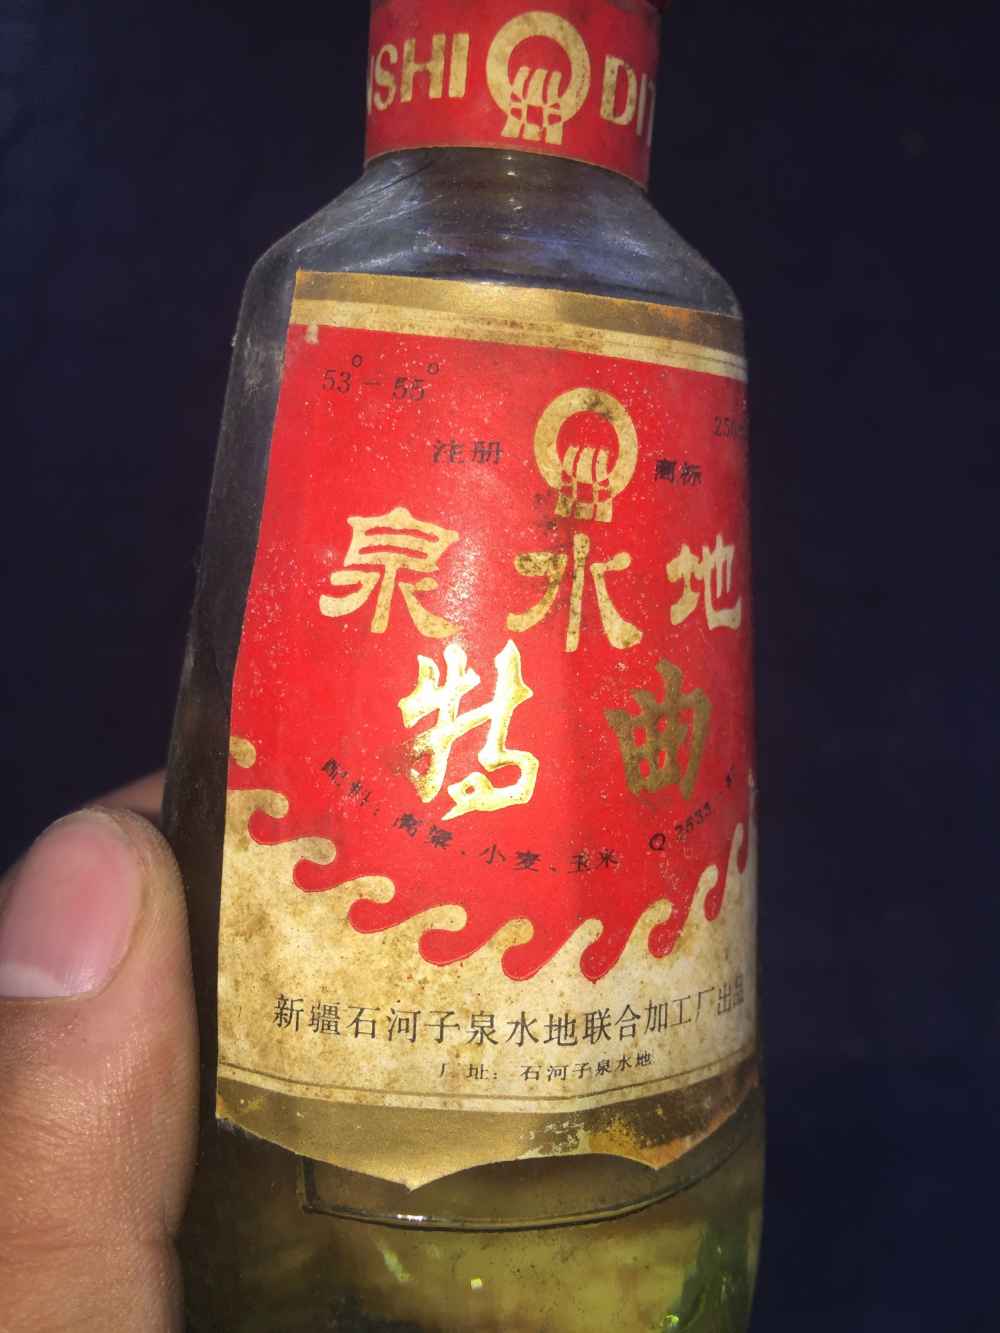 SHI DI
53°-55°
250
注册 商标
泉水地
特曲
配料：高粱、小麦、玉米 Q 2533
新疆石河子泉水地联合加工厂出品
厂址：石河子泉水地